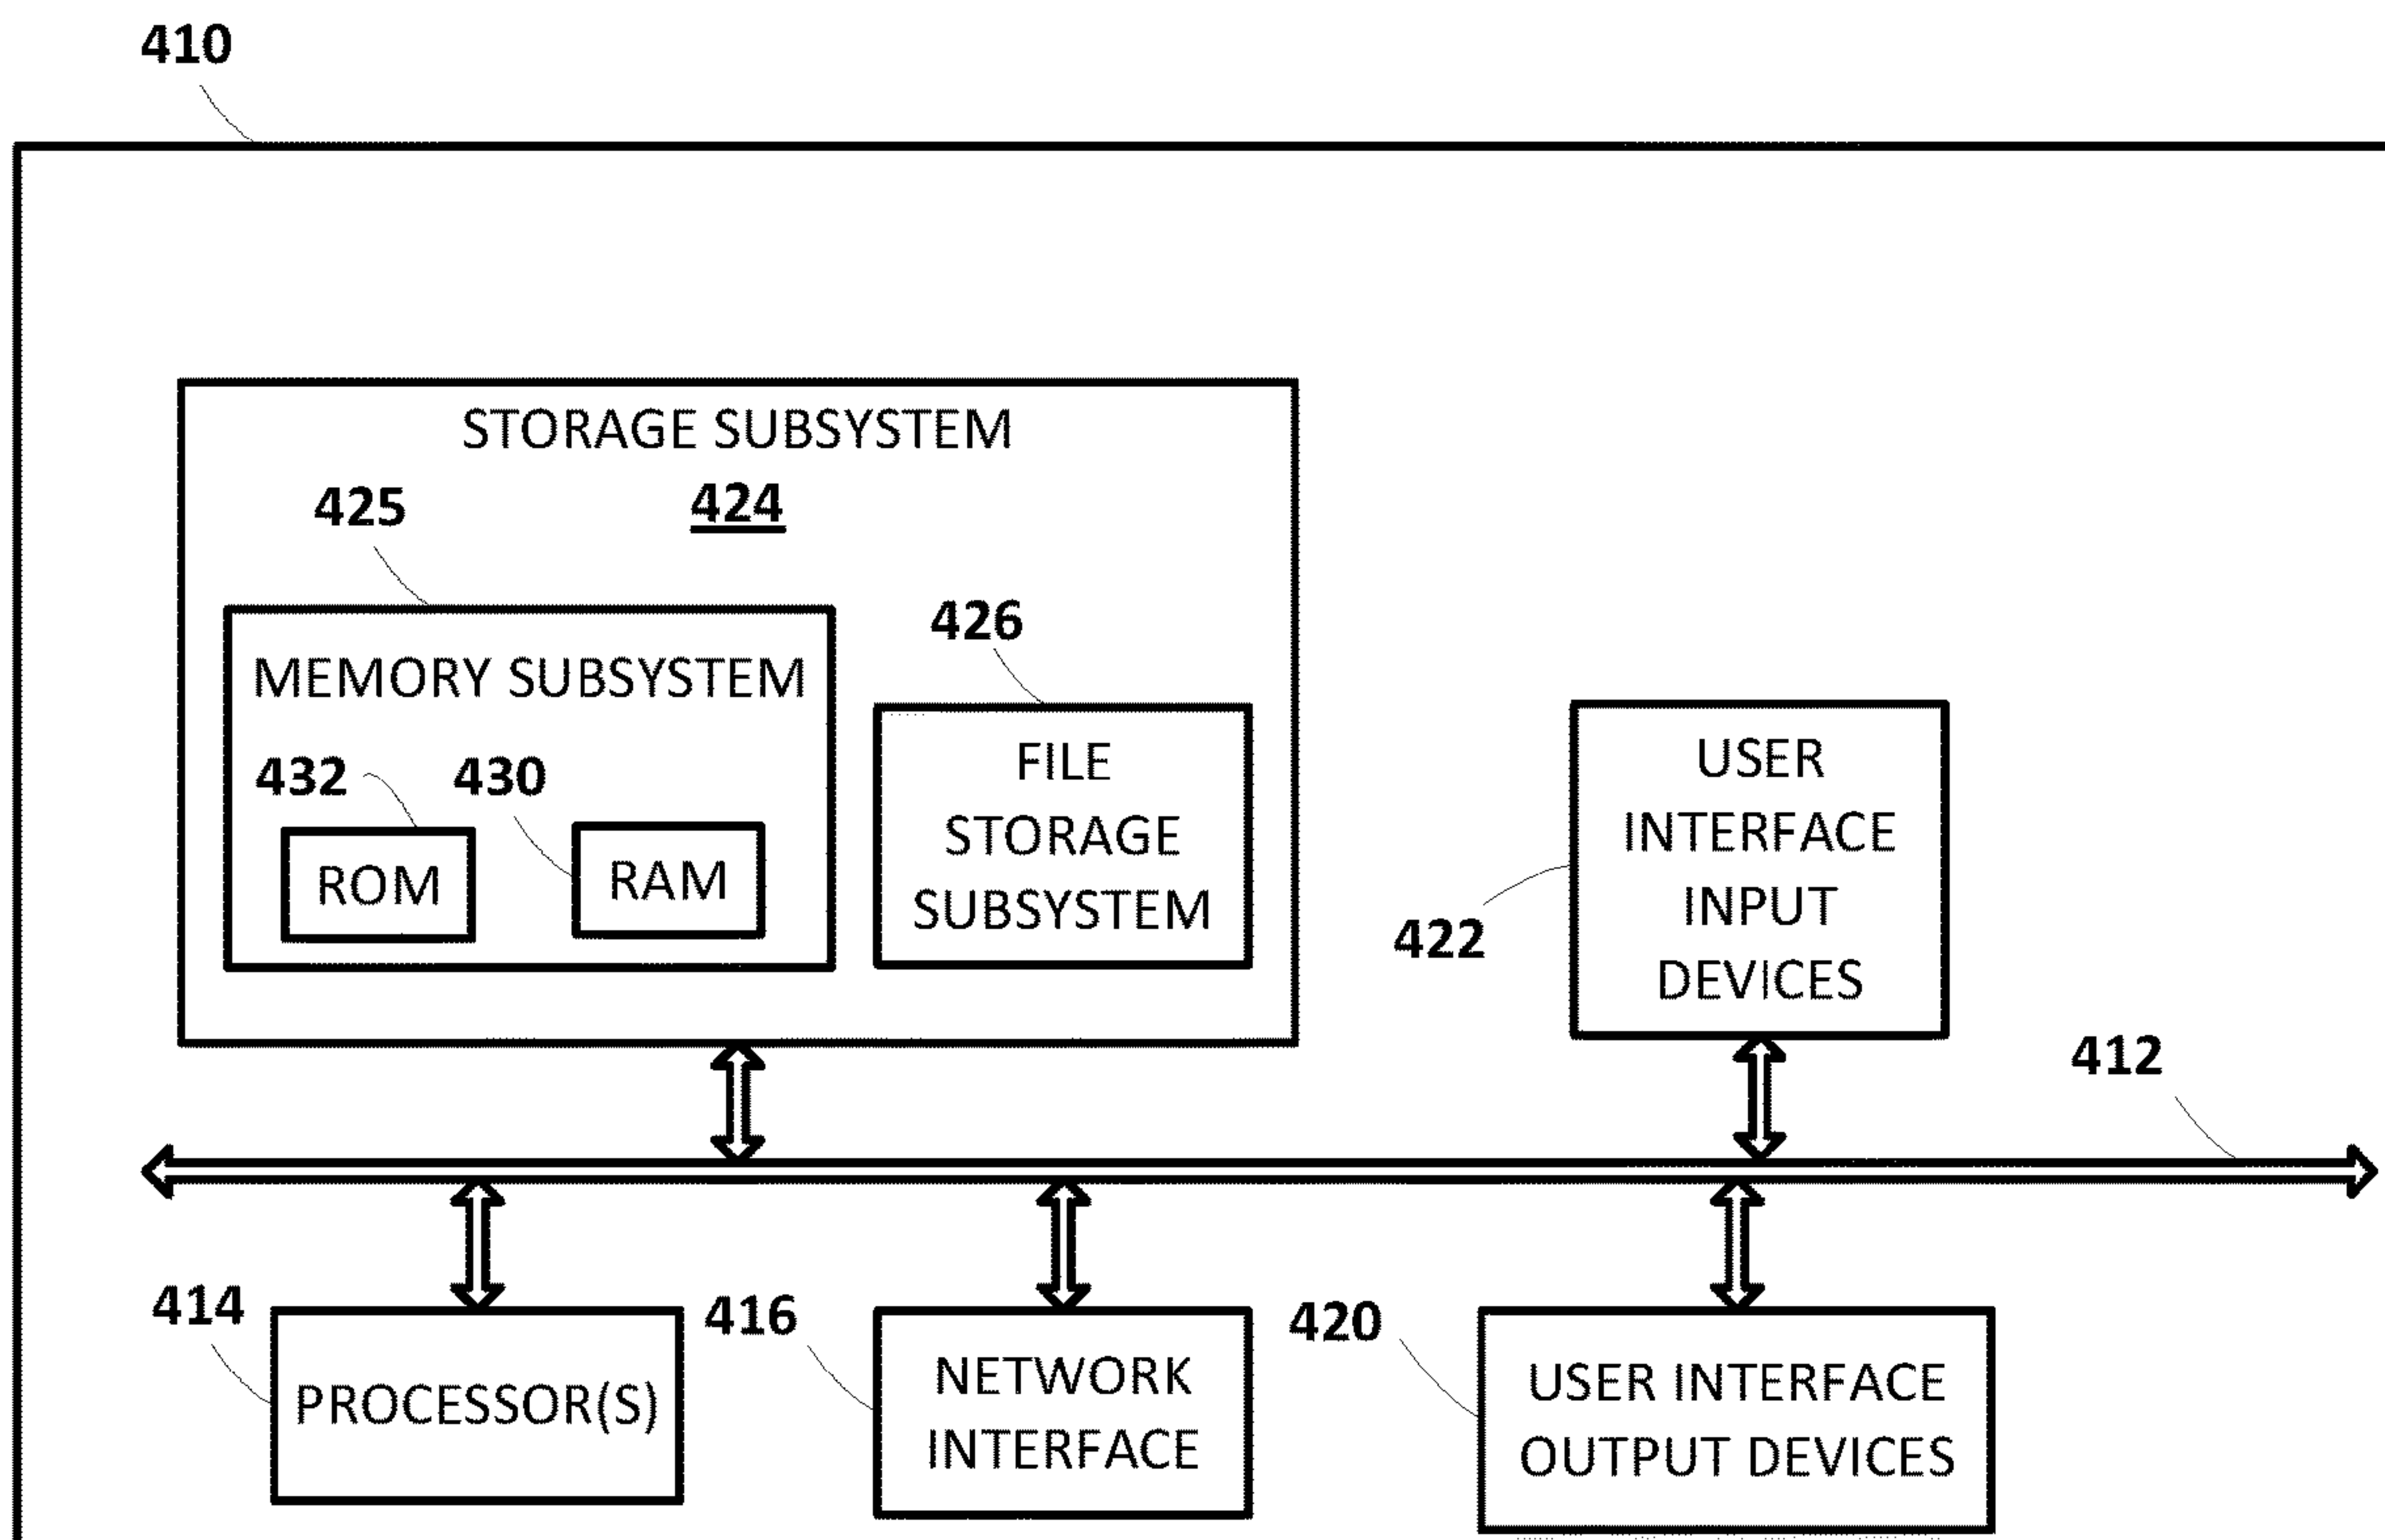 410
STORAGE SUBSYSTEM
424
425
MEMORY SUBSYSTEM
432
430
ROM
RAM
426
FILE
STORAGE
SUBSYSTEM
USER
INTERFACE
INPUT
DEVICES
422
412
414
PROCESSOR(S)
416
NETWORK
INTERFACE
420
USER INTERFACE
OUTPUT DEVICES